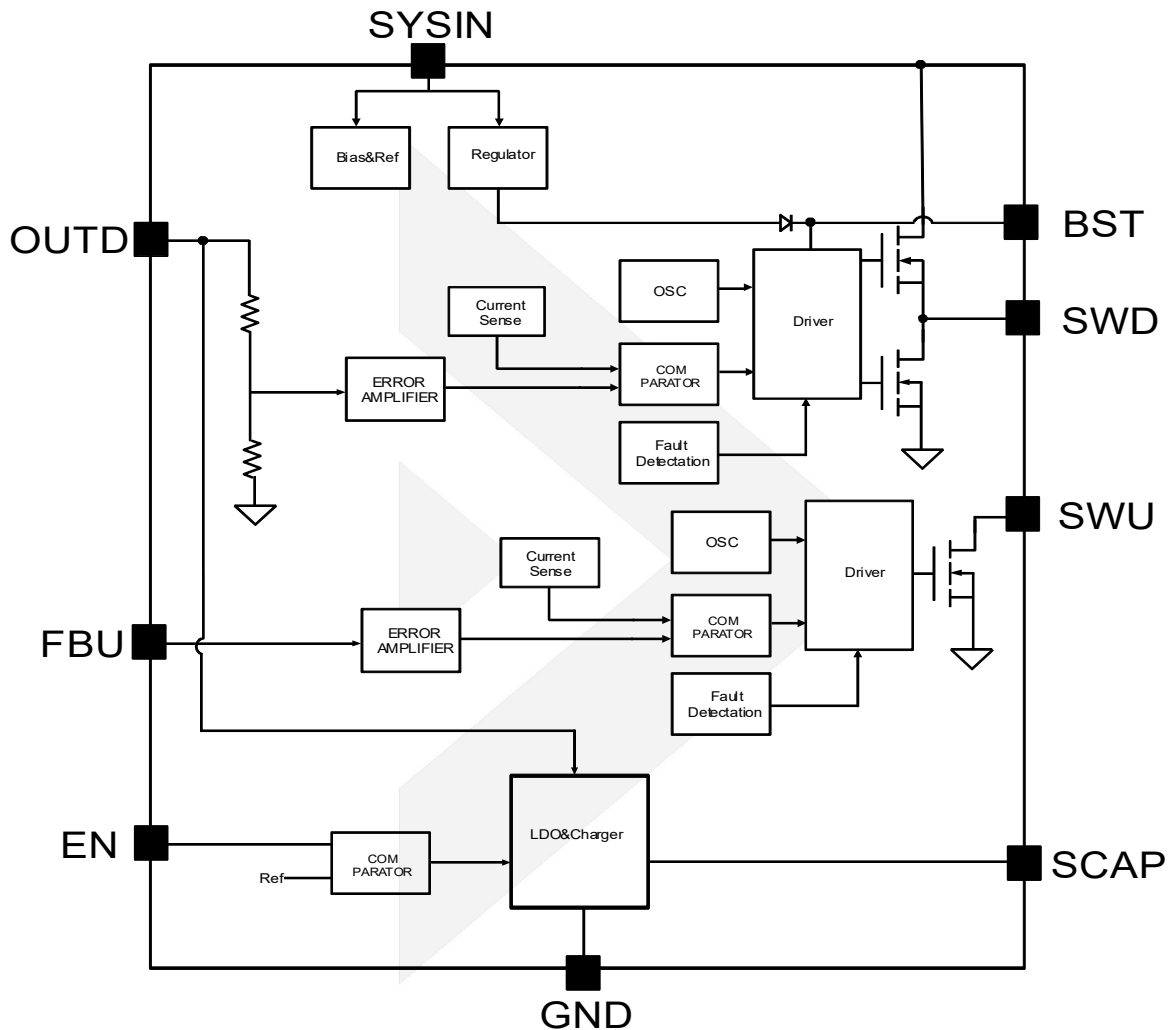 SYSIN
Bias&Ref
Regulator
OUTD
BST
OSC
Current
Sense
Driver
SWD
COM
PARATOR
ERROR
AMPLIFIER
Fault
Detectation
SWU
OSC
Current
Sense
Driver
COM
PARATOR
FBU
ERROR
AMPLIFIER
Fault
Detectation
EN
LDO&Charger
COM
PARATOR
Ref
SCAP
GND